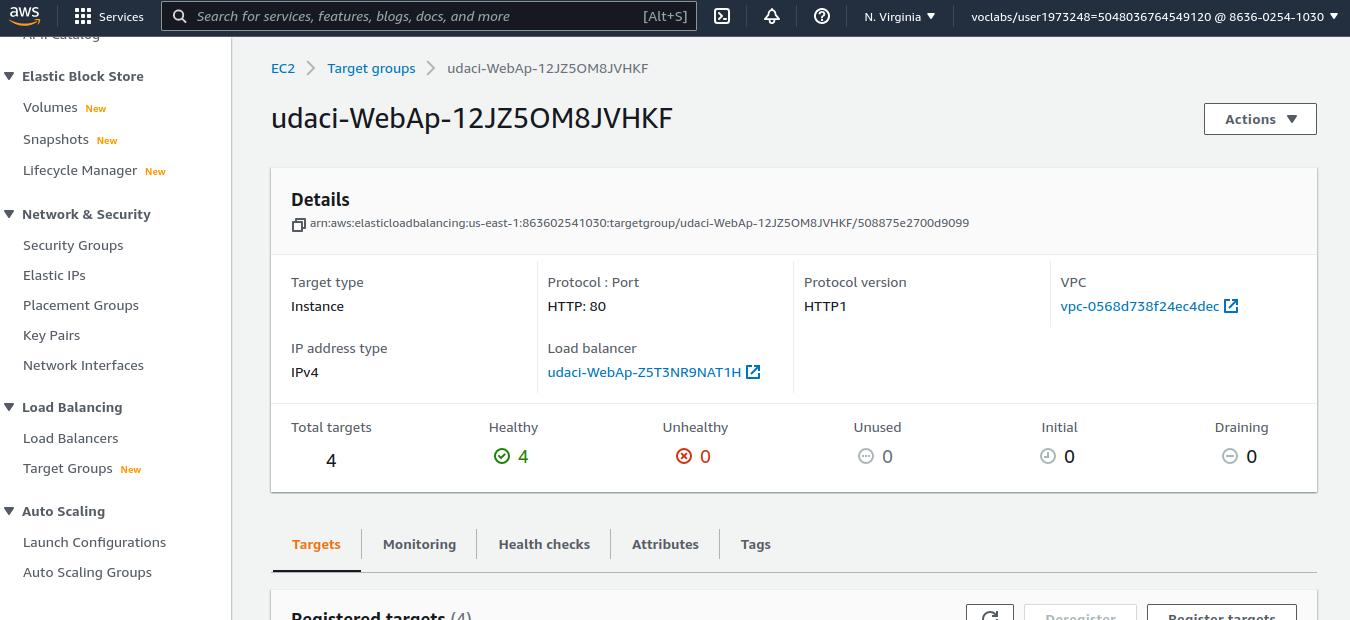 aws Services Search for services, features, blogs, docs, and more [Alt+S] N. Virginia voclabs/user1973248=5048036764549120 @ 8636-0254-1030
Elastic Block Store
Volumes New
Snapshots New
Lifecycle Manager New
Network & Security
Security Groups
Elastic IPs
Placement Groups
Key Pairs
Network Interfaces
Load Balancing
Load Balancers
Target Groups New
Auto Scaling
Launch Configurations
Auto Scaling Groups
EC2 Target groups udaci-WebAp-12JZ5OM8JVHKF
udaci-WebAp-12JZ5OM8JVHKF
Actions
Details
arn:aws:elasticloadbalancing:us-east-1:863602541030:targetgroup/udaci-WebAp-12JZ5OM8JVHKF/508875e2700d9099
Target type Protocol : Port Protocol version VPC
Instance HTTP: 80 HTTP1 vpc-0568d738f24ec4dec
IP address type Load balancer
IPv4 udaci-WebAp-Z5T3NR9NAT1H
Total targets Healthy Unhealthy Unused Initial Draining
4 4 0 0 0 0
Targets Monitoring Health checks Attributes Tags
Registered targets (4) Deregister Register targets